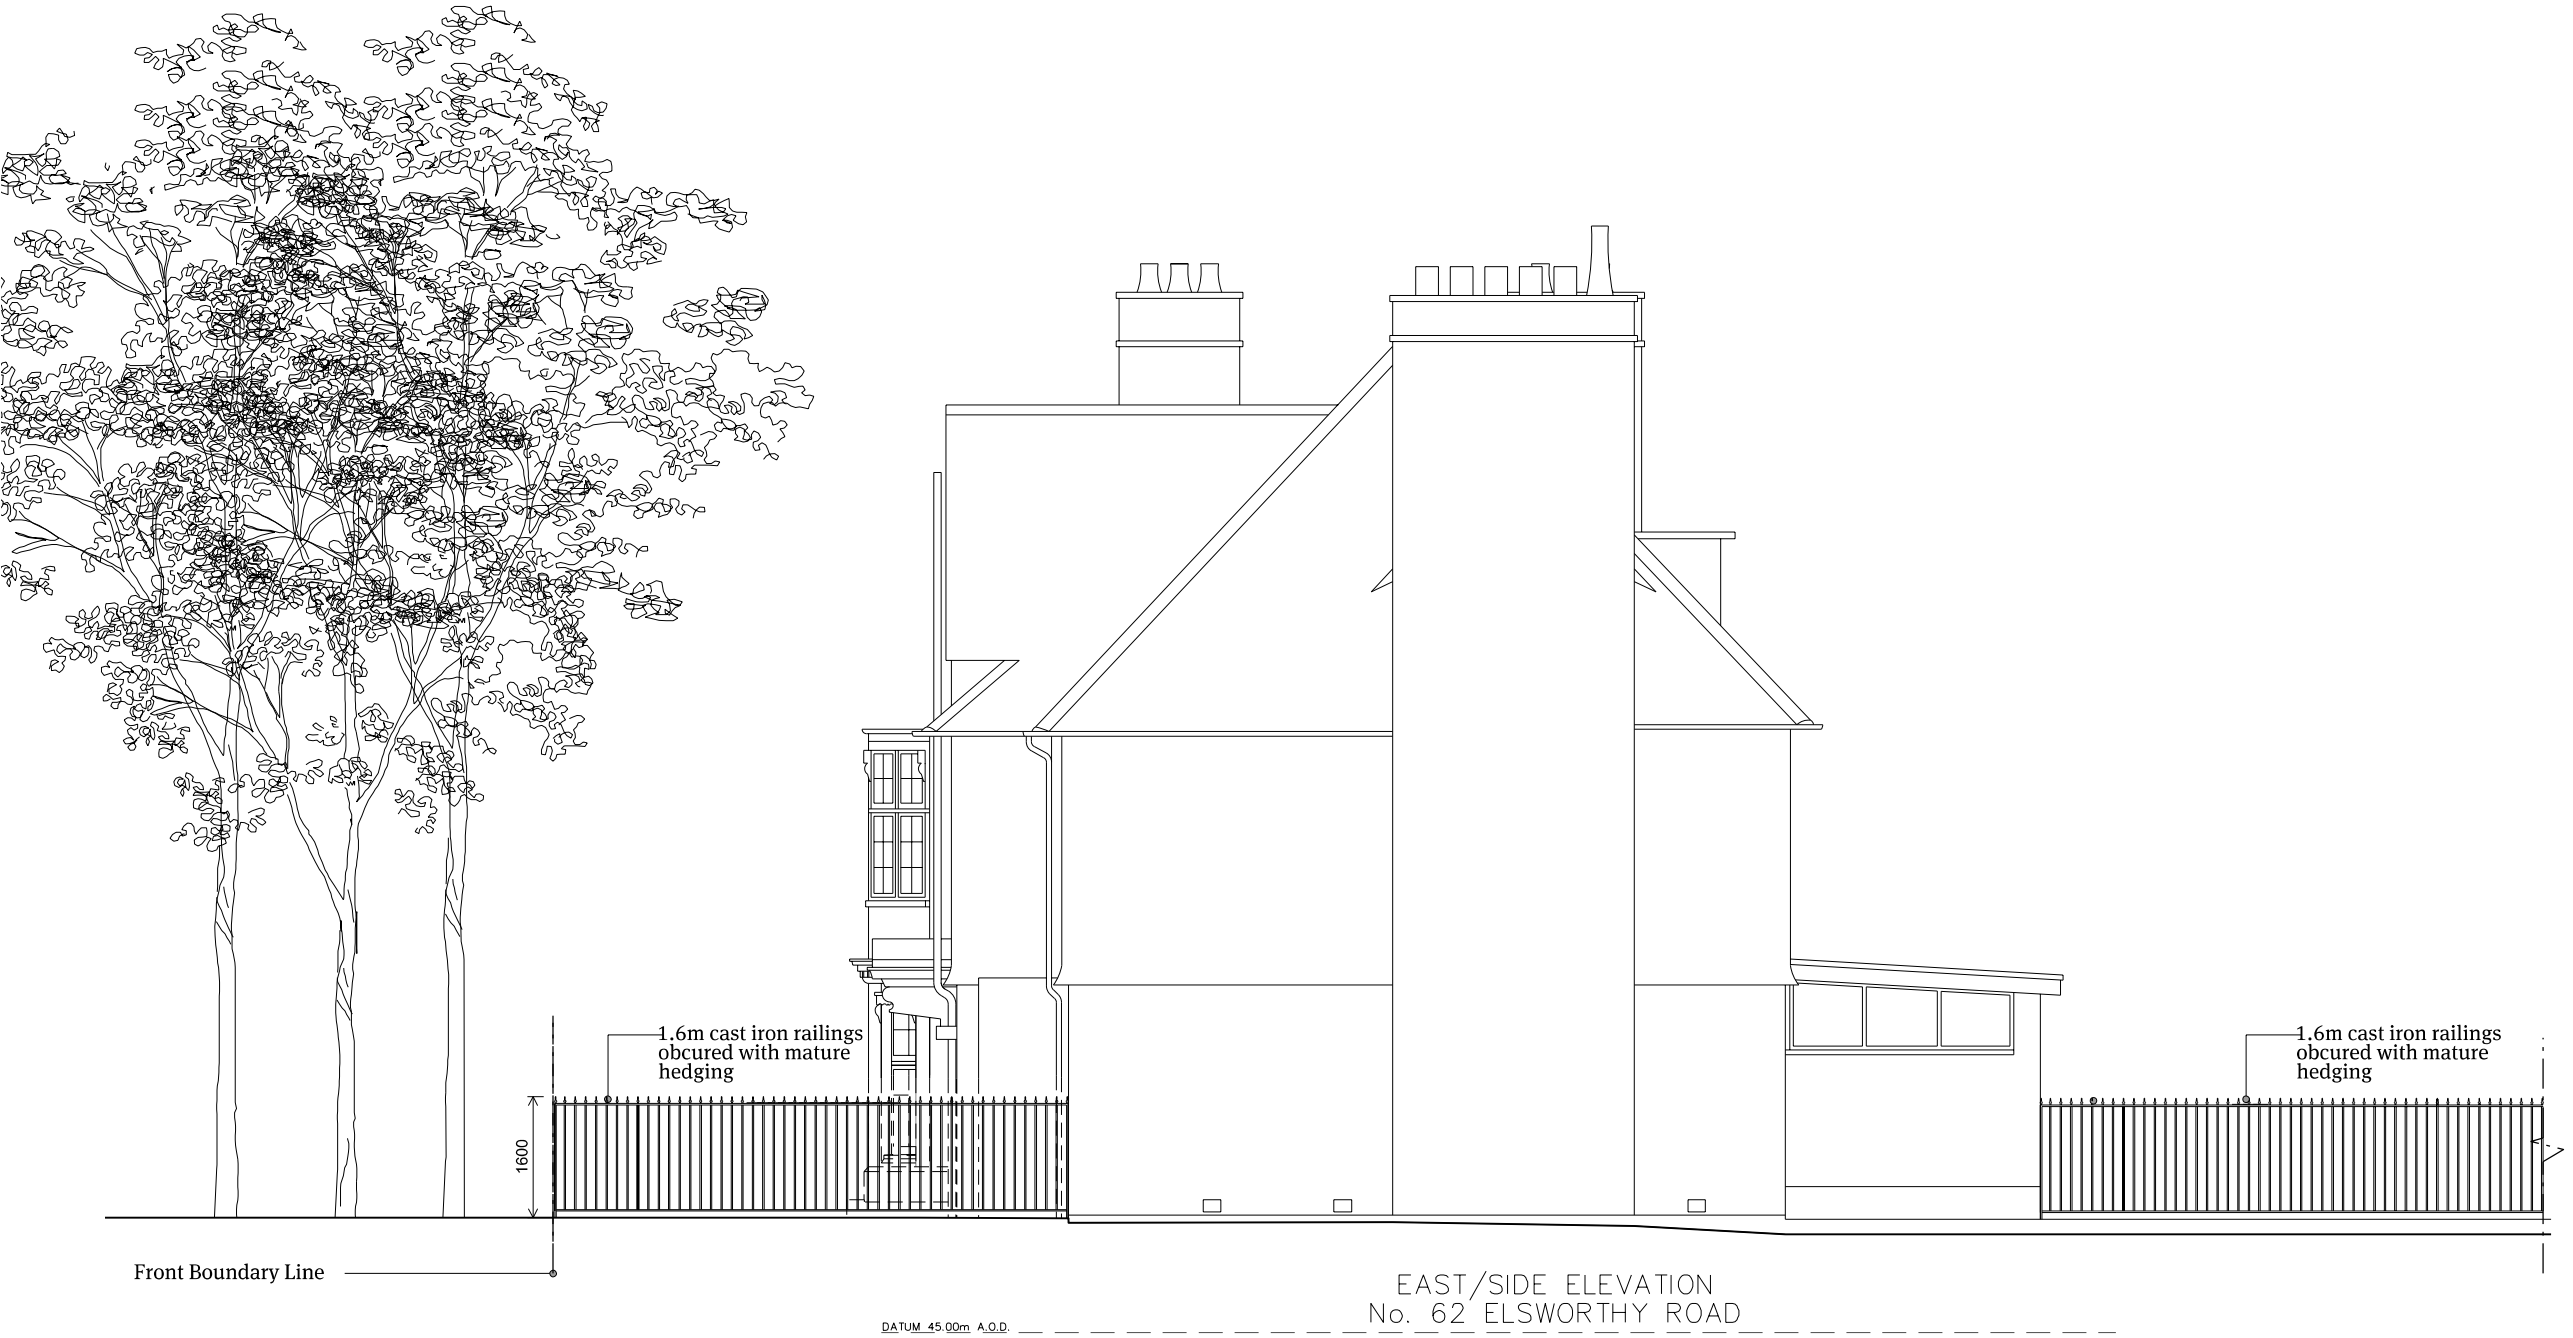 1.6m cast iron railings
obcured with mature
hedging
1.6m cast iron railings
obcured with mature
hedging
1600
Front Boundary Line
EAST/SIDE ELEVATION
No. 62 ELSWORTHY ROAD
DATUM 45.00m A.O.D.